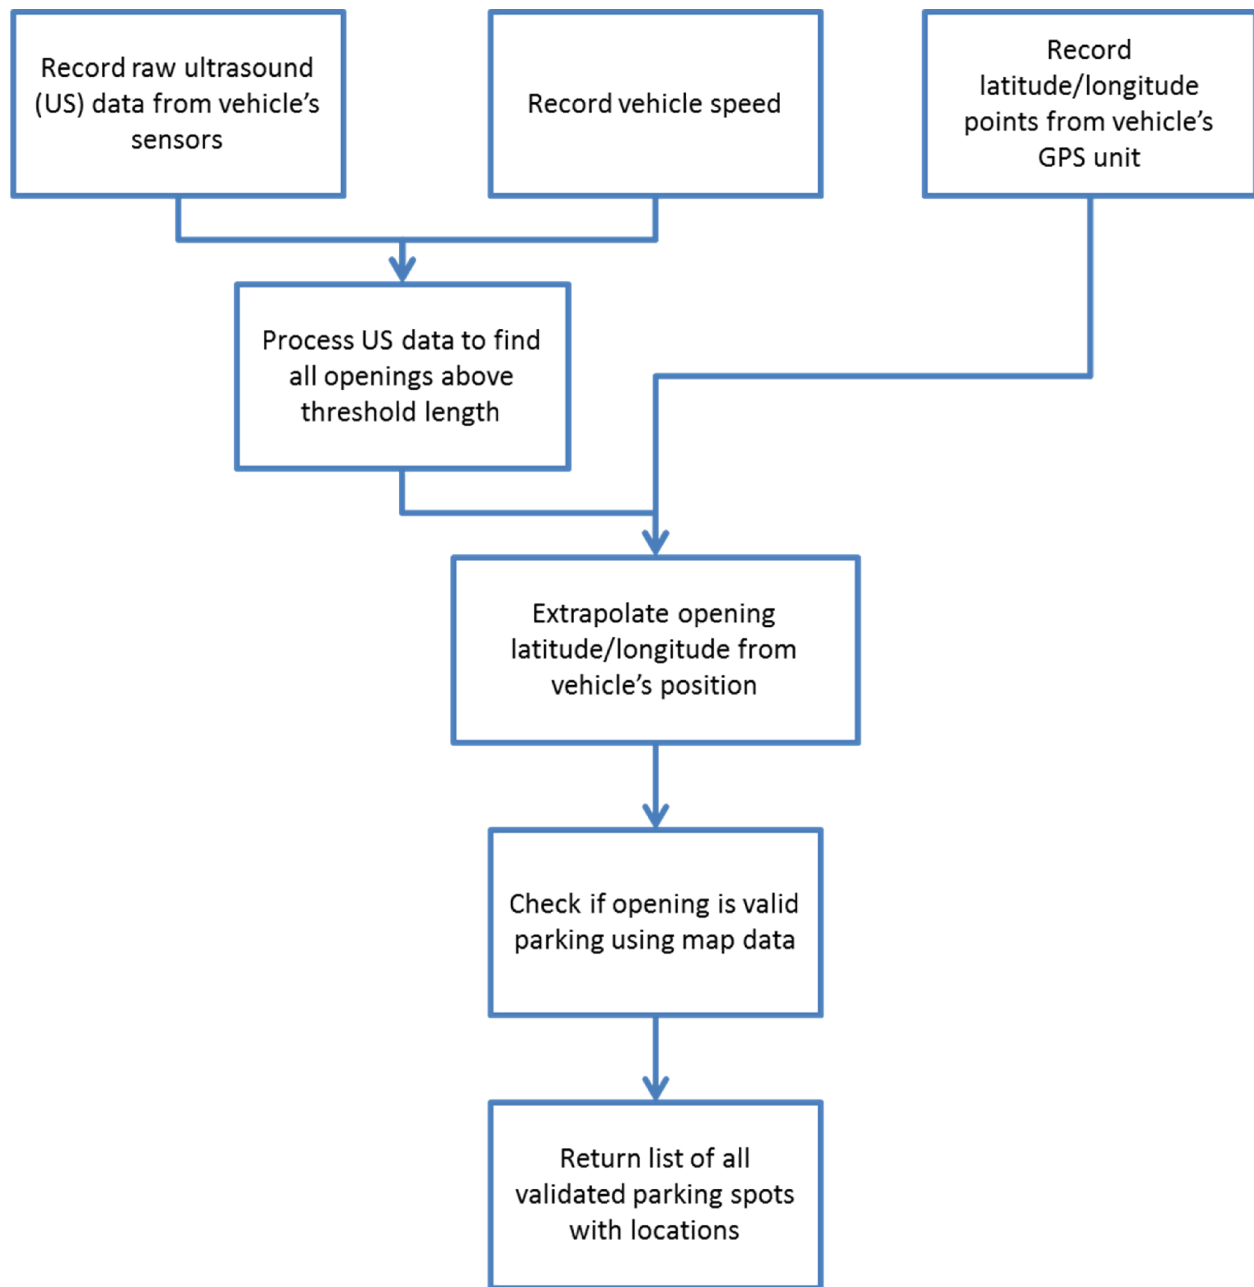 Record raw ultrasound
(US) data from vehicle’s
sensors
Record vehicle speed
Record
latitude/longitude
points from vehicle’s
GPS unit
Process US data to find
all openings above
threshold length
Extrapolate opening
latitude/longitude from
vehicle’s position
Check if opening is valid
parking using map data
Return list of all
validated parking spots
with locations